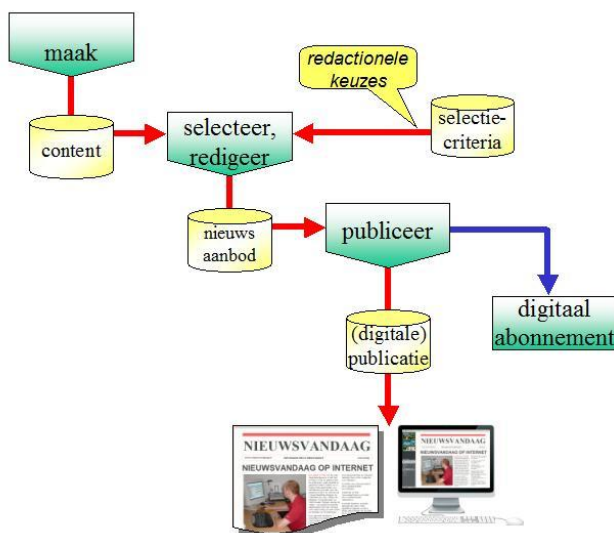 maak
redactionele
keuzes
content
selecteer,
redigeer
selectie-
criteria
nieuws
aanbod
publiceer
digitaal
abonnement
(digitale)
publicatie
NIEUWSVANDAAG
NIEUWSVANDAAG OP INTERNET
NIEUWSVANDAAG
NIEUWSVANDAAG OP INTERNET